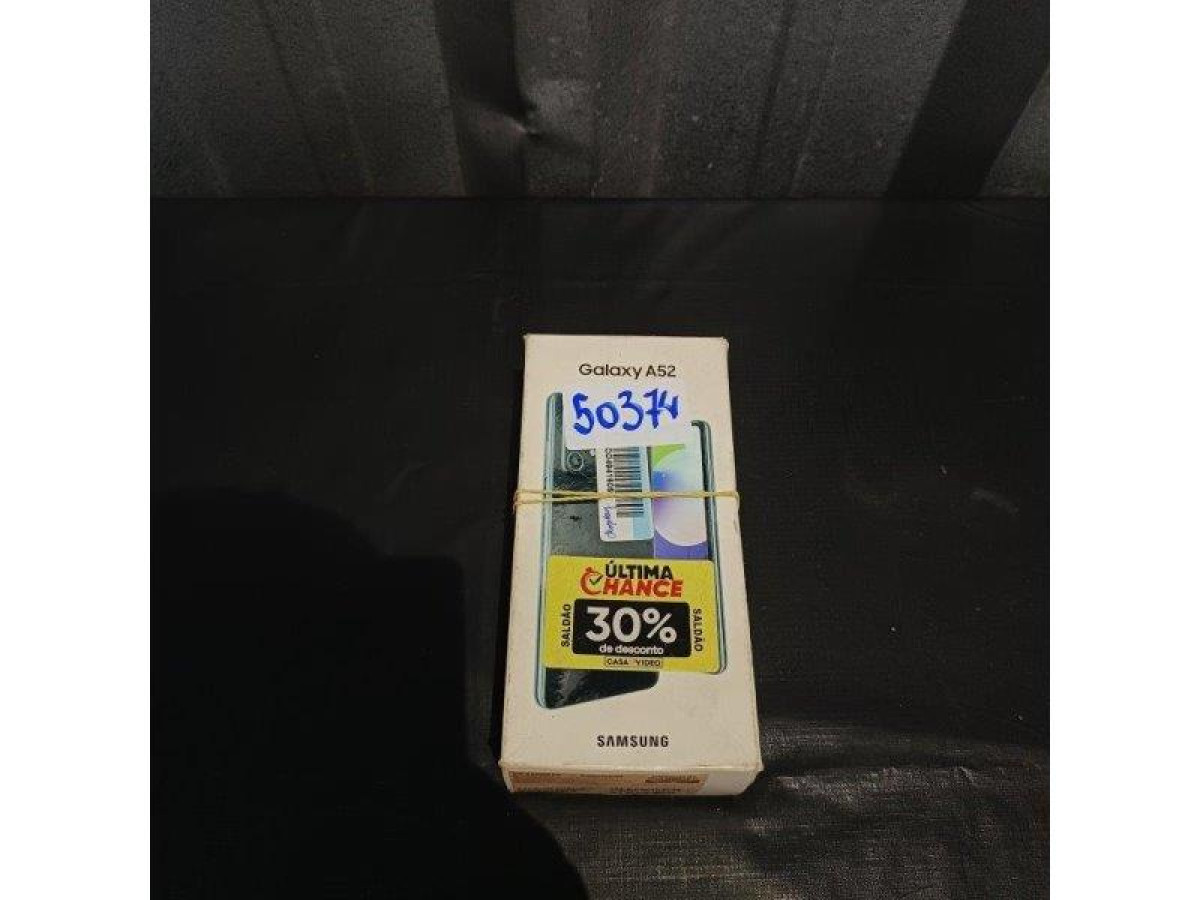 Galaxy A52
50374
ÚLTIMA
CHANCE
SALDÃO
30%
de desconto
SALDÃO
CASA VIDEO
SAMSUNG